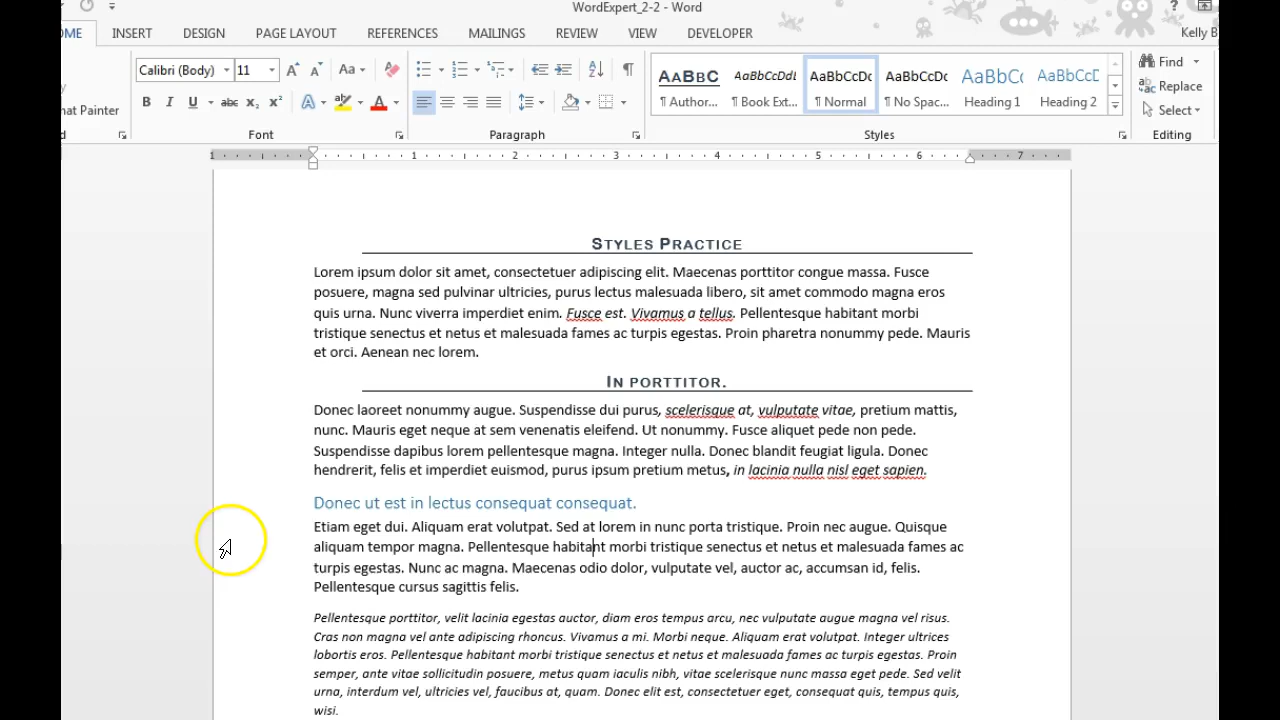 WordExpert_2-2 - Word
?
OME INSERT DESIGN PAGE LAYOUT REFERENCES MAILINGS REVIEW VIEW DEVELOPER Kelly B
Calibri (Body) 11 Aa
B I U abc X₂ X² A A
mat Painter
AABBC AaBbCcDdI AaBbCcDc AaBbCcDc AaBbCc AaBbCcD
¶ Author... ¶ Book Ext... ¶ Normal ¶ No Spac... Heading 1 Heading 2
Find
Replace
Select
d Font Paragraph Styles Editing
1 1 2 3 4 5 6 7
STYLES PRACTICE
Lorem ipsum dolor sit amet, consectetuer adipiscing elit. Maecenas porttitor congue massa. Fusce
posuere, magna sed pulvinar ultricies, purus lectus malesuada libero, sit amet commodo magna eros
quis urna. Nunc viverra imperdiet enim. Fusce est. Vivamus a tellus. Pellentesque habitant morbi
tristique senectus et netus et malesuada fames ac turpis egestas. Proin pharetra nonummy pede. Mauris
et orci. Aenean nec lorem.
IN PORTTITOR.
Donec laoreet nonummy augue. Suspendisse dui purus, scelerisque at, vulputate vitae, pretium mattis,
nunc. Mauris eget neque at sem venenatis eleifend. Ut nonummy. Fusce aliquet pede non pede.
Suspendisse dapibus lorem pellentesque magna. Integer nulla. Donec blandit feugiat ligula. Donec
hendrerit, felis et imperdiet euismod, purus ipsum pretium metus, in lacinia nulla nisl eget sapien.
Donec ut est in lectus consequat consequat.
Etiam eget dui. Aliquam erat volutpat. Sed at lorem in nunc porta tristique. Proin nec augue. Quisque
aliquam tempor magna. Pellentesque habitant morbi tristique senectus et netus et malesuada fames ac
turpis egestas. Nunc ac magna. Maecenas odio dolor, vulputate vel, auctor ac, accumsan id, felis.
Pellentesque cursus sagittis felis.
Pellentesque porttitor, velit lacinia egestas auctor, diam eros tempus arcu, nec vulputate augue magna vel risus.
Cras non magna vel ante adipiscing rhoncus. Vivamus a mi. Morbi neque. Aliquam erat volutpat. Integer ultrices
lobortis eros. Pellentesque habitant morbi tristique senectus et netus et malesuada fames ac turpis egestas. Proin
semper, ante vitae sollicitudin posuere, metus quam iaculis nibh, vitae scelerisque nunc massa eget pede. Sed velit
urna, interdum vel, ultricies vel, faucibus at, quam. Donec elit est, consectetuer eget, consequat quis, tempus quis,
wisi.